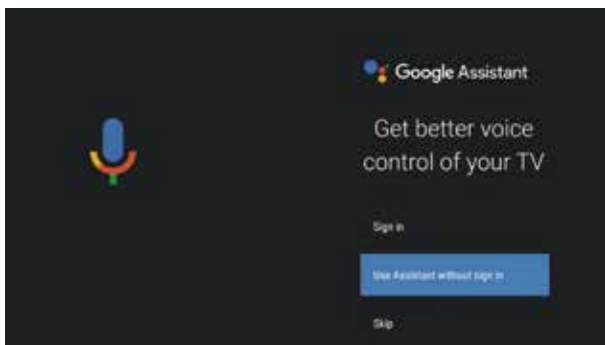 Google Assistant
Get better voice
control of your TV
Sign in
Use Assistant without sign in
Skip